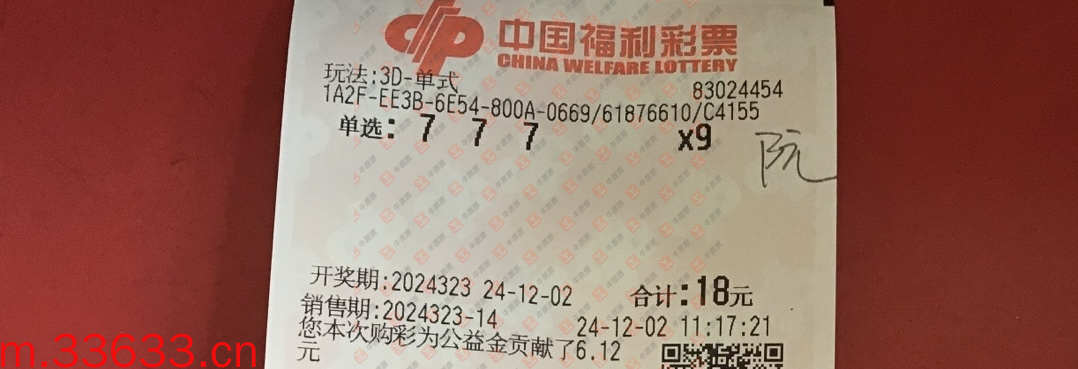 中国福利彩票
CHINA WELFARE LOTTERY
玩法:3D-单式
83024454
1A2F-EE3B-6E54-800A-0669/61876610/C4155
单选: 7 7 7 x9
阮
开奖期:2024323 24-12-02 合计:18元
销售期:2024323-14 24-12-02 11:17:21
您本次购彩为公益金贡献了6.12
元
m.33633.cn